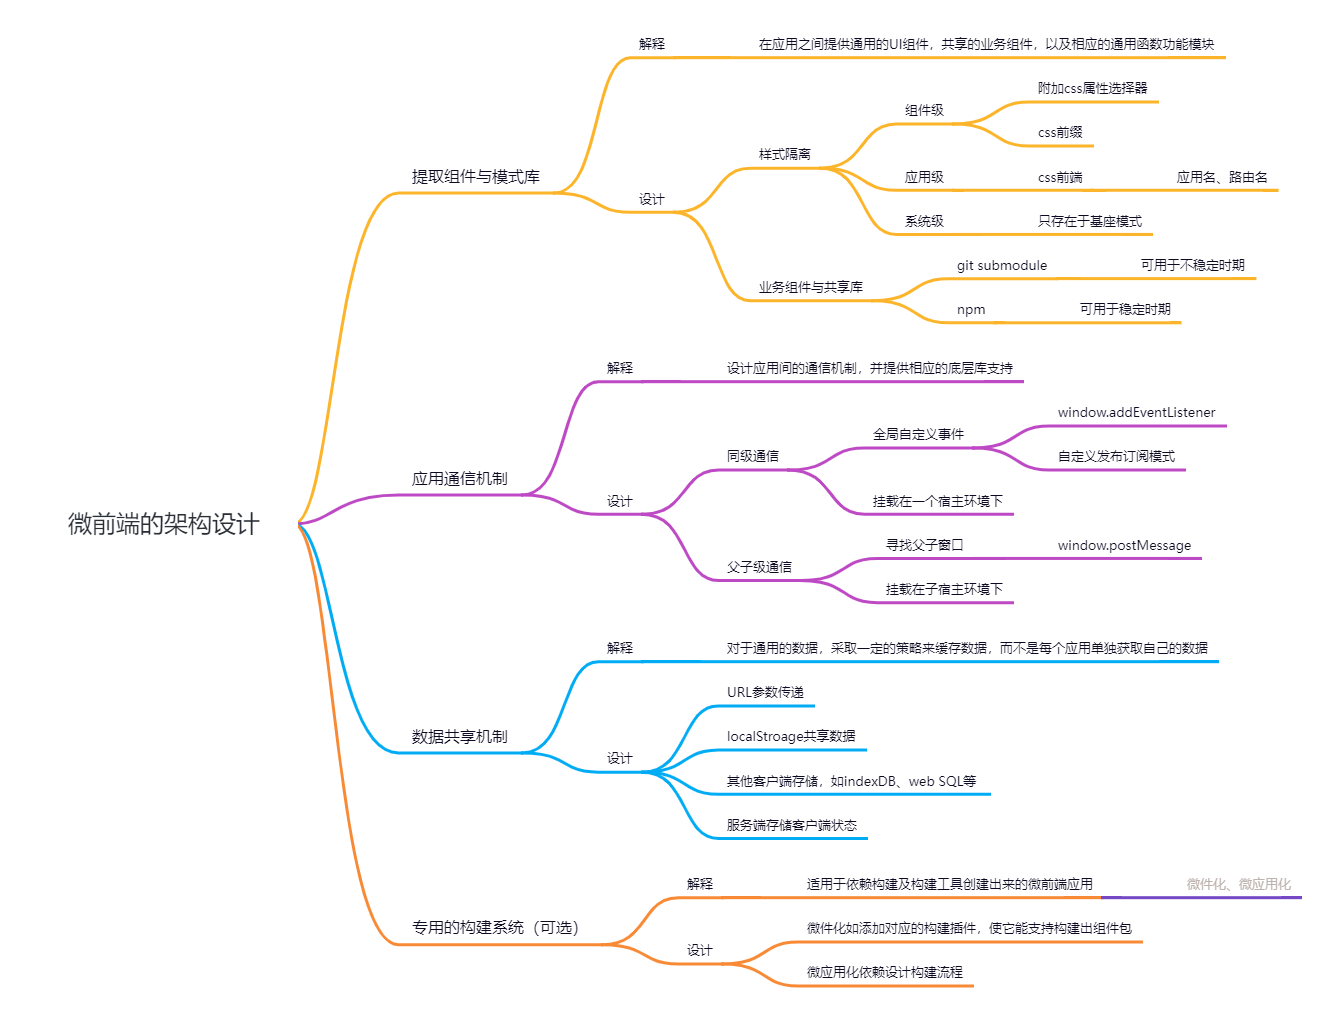 微前端的架构设计
提取组件与模式库
解释
在应用之间提供通用的UI组件，共享的业务组件，以及相应的通用函数功能模块
设计
样式隔离
组件级
附加css属性选择器
css前缀
应用级
css前端
应用名、路由名
系统级
只存在于基座模式
业务组件与共享库
git submodule
可用于不稳定时期
npm
可用于稳定时期
应用通信机制
解释
设计应用间的通信机制，并提供相应的底层库支持
设计
同级通信
全局自定义事件
window.addEventListener
自定义发布订阅模式
挂载在一个宿主环境下
父子级通信
寻找父子窗口
window.postMessage
挂载在子宿主环境下
数据共享机制
解释
对于通用的数据，采取一定的策略来缓存数据，而不是每个应用单独获取自己的数据
设计
URL参数传递
localStroage共享数据
其他客户端存储，如indexDB、web SQL等
服务端存储客户端状态
专用的构建系统（可选）
解释
适用于依赖构建及构建工具创建出来的微前端应用
微件化、微应用化
设计
微件化如添加对应的构建插件，使它能支持构建出组件包
微应用化依赖设计构建流程